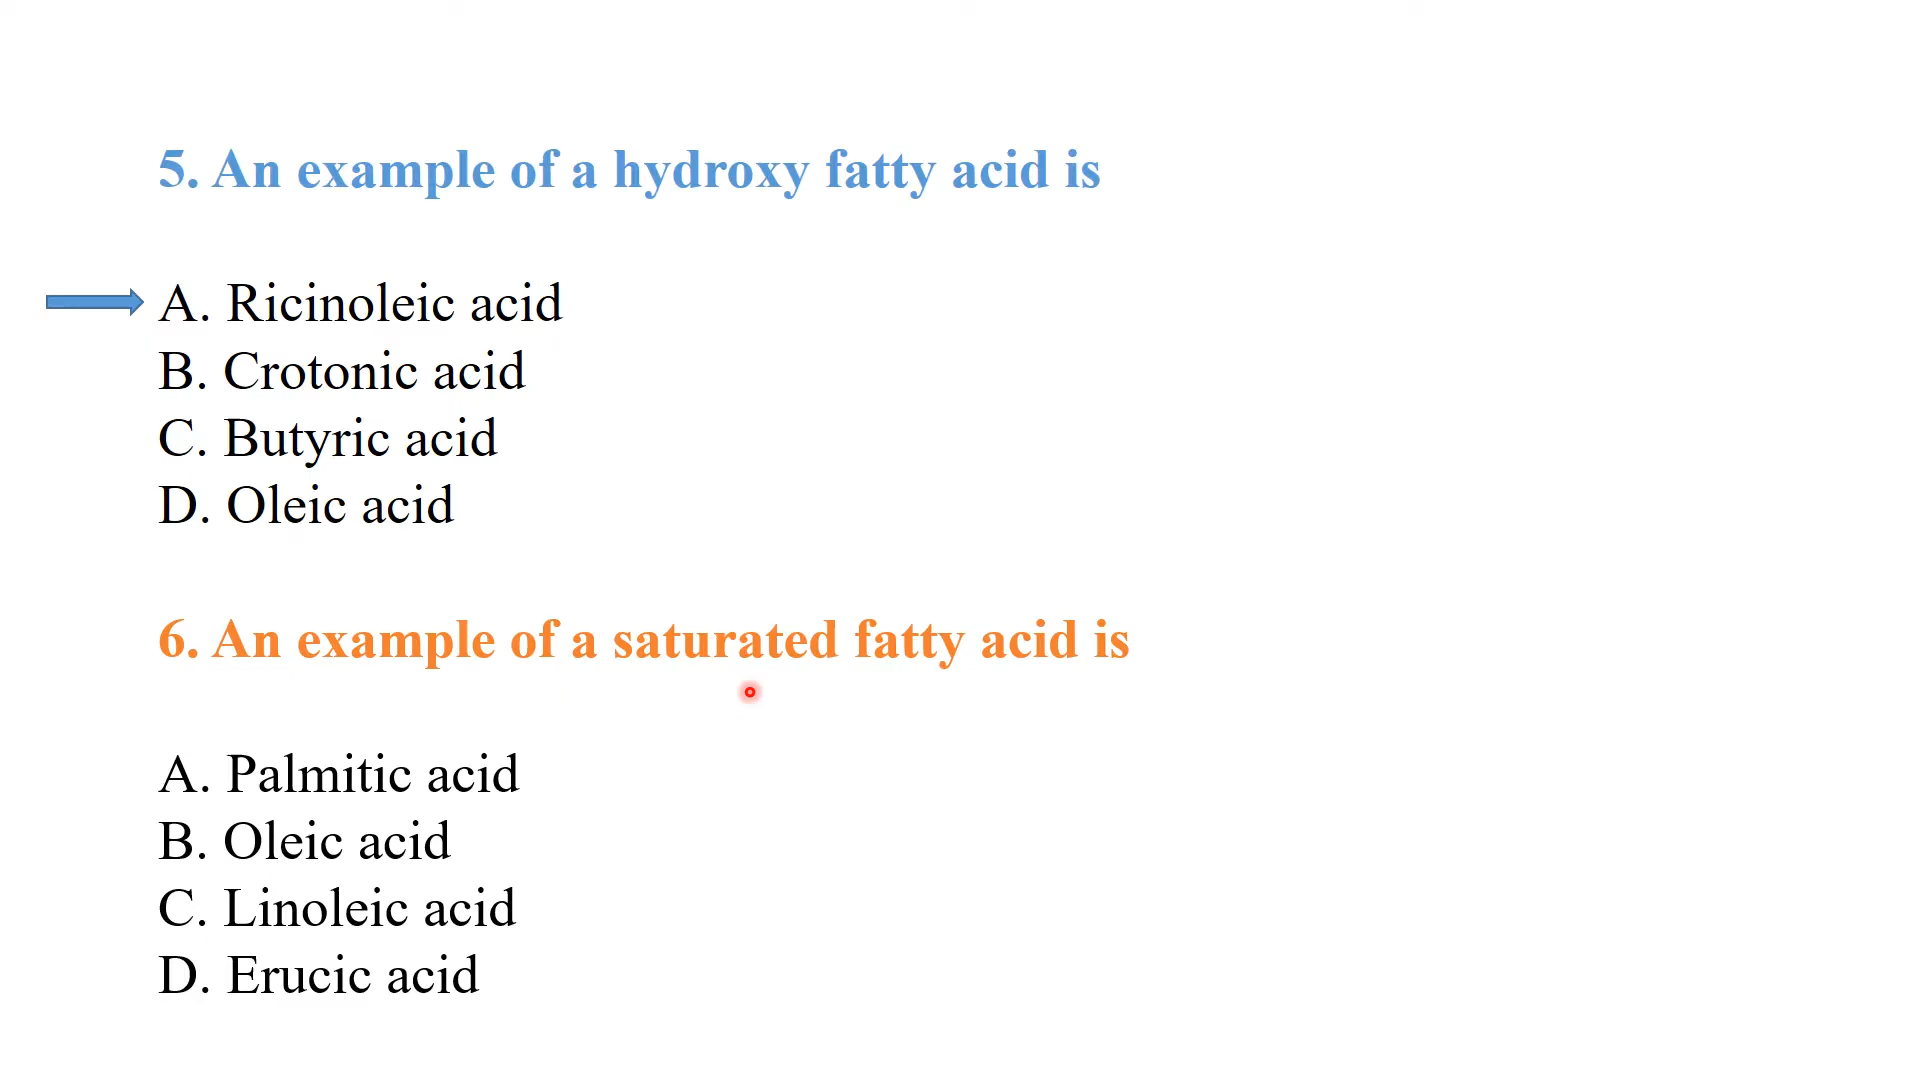 5. An example of a hydroxy fatty acid is
A. Ricinoleic acid
B. Crotonic acid
C. Butyric acid
D. Oleic acid
6. An example of a saturated fatty acid is
A. Palmitic acid
B. Oleic acid
C. Linoleic acid
D. Erucic acid